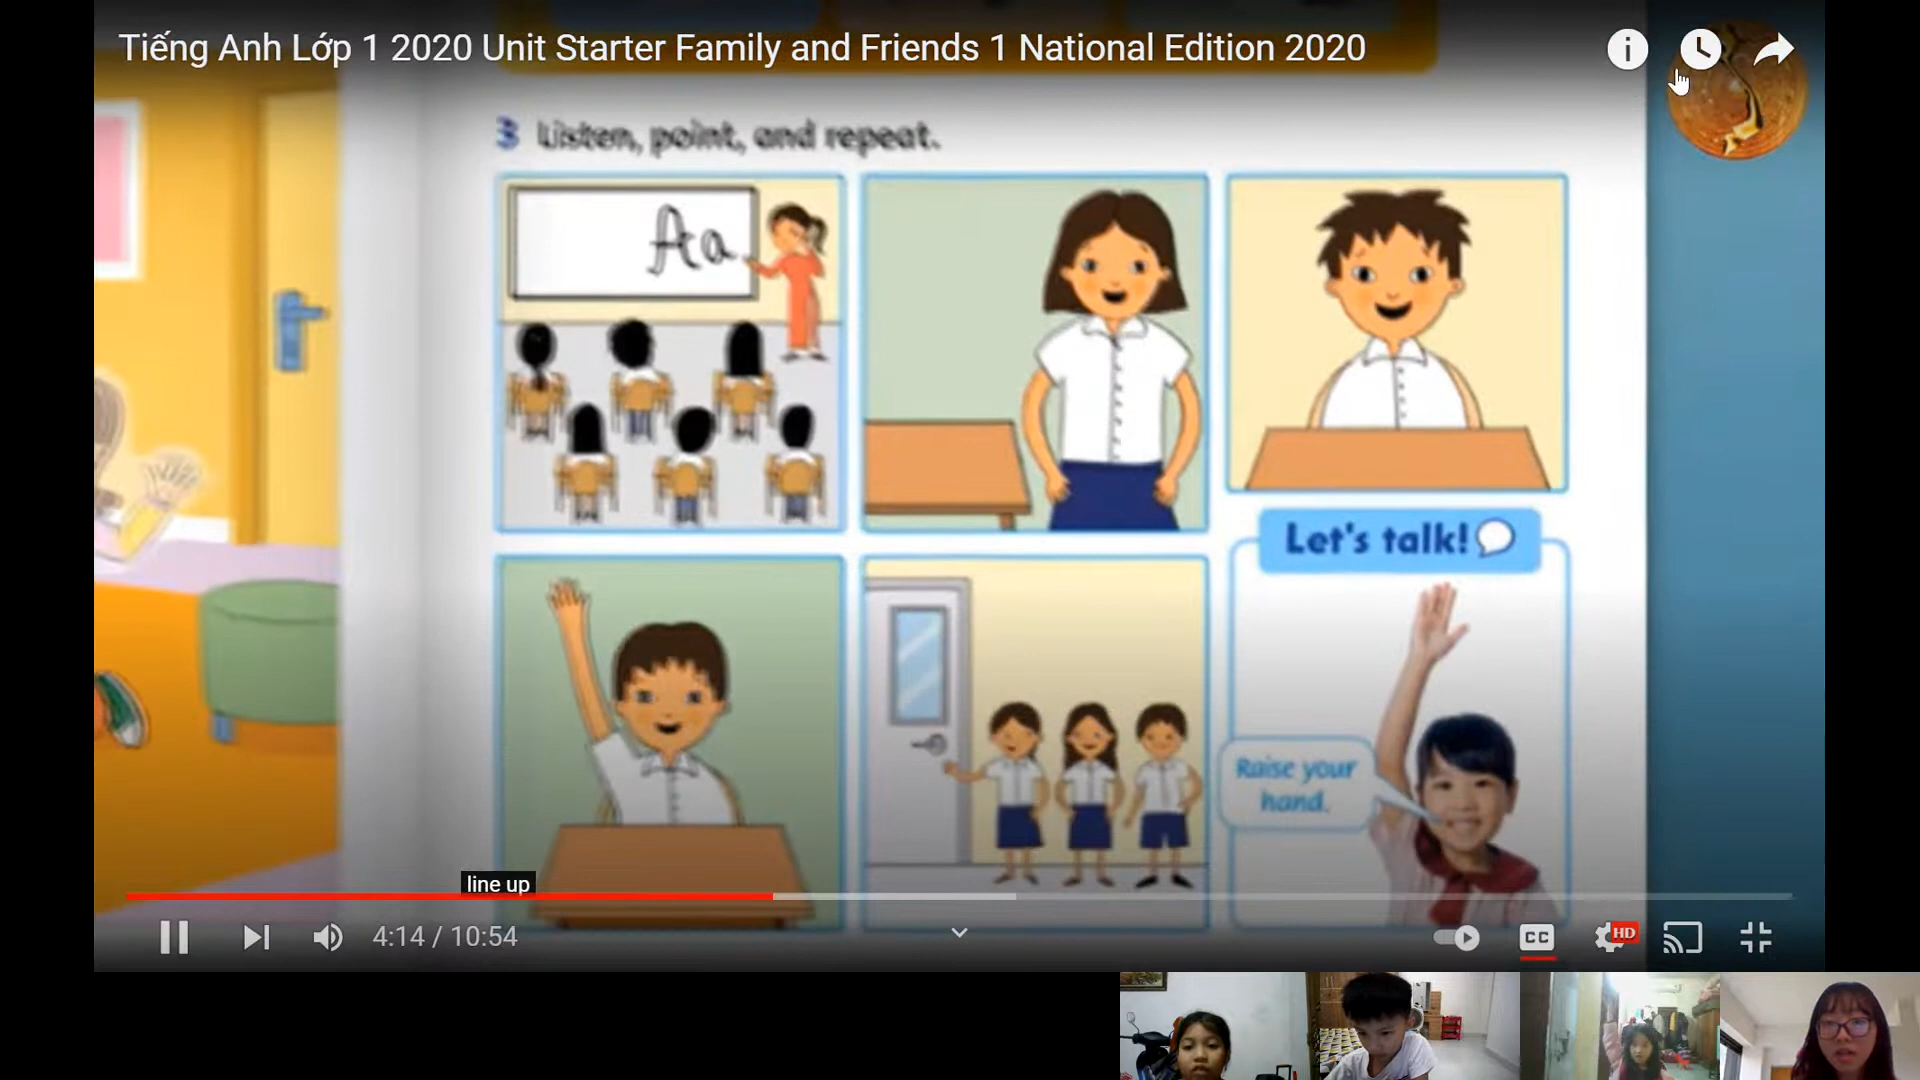 Tiếng Anh Lớp 1 2020 Unit Starter Family and Friends 1 National Edition 2020
3 Listen, point, and repeat.
Aa
Let's talk!
Raise your
hand.
line up
4:14 / 10:54
CC
HD